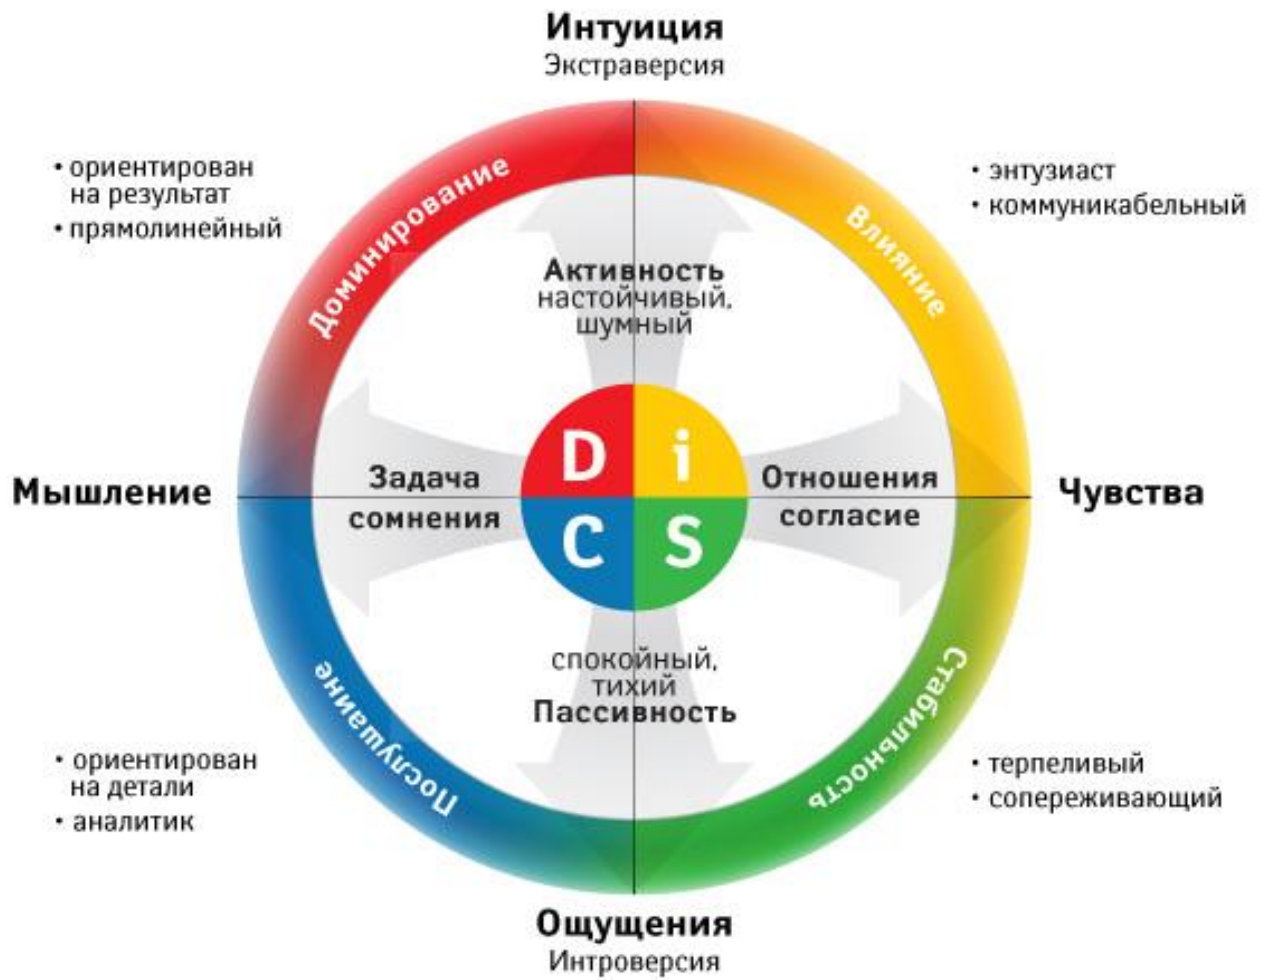 Интуиция
Экстраверсия
• ориентирован
на результат
• прямолинейный
• энтузиаст
• коммуникабельный
Доминирование
Влияние
Активность
настойчивый,
шумный
Мышление
Задача
сомнения
D i
C S
Отношения
согласие
Чувства
спокойный,
тихий
Пассивность
Послушание
Стабильность
• ориентирован
на детали
• аналитик
• терпеливый
• сопереживающий
Ощущения
Интроверсия